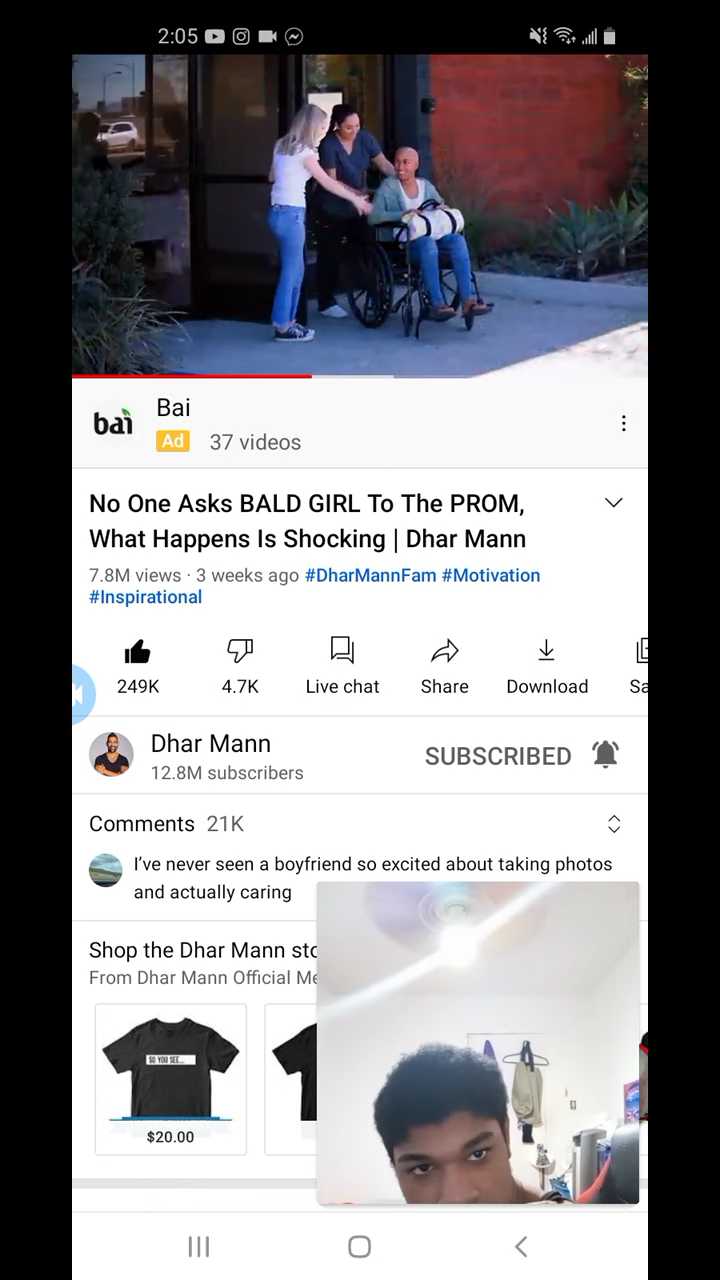 2:05
bai
Bai
Ad 37 videos
No One Asks BALD GIRL To The PROM,
What Happens Is Shocking | Dhar Mann
7.8M views · 3 weeks ago #DharMannFam #Motivation
#Inspirational
249K 4.7K Live chat Share Download Sa
Dhar Mann
12.8M subscribers
SUBSCRIBED
Comments 21K
I've never seen a boyfriend so excited about taking photos
and actually caring
Shop the Dhar Mann sto
From Dhar Mann Official Me
SO YOU SEE...
$20.00